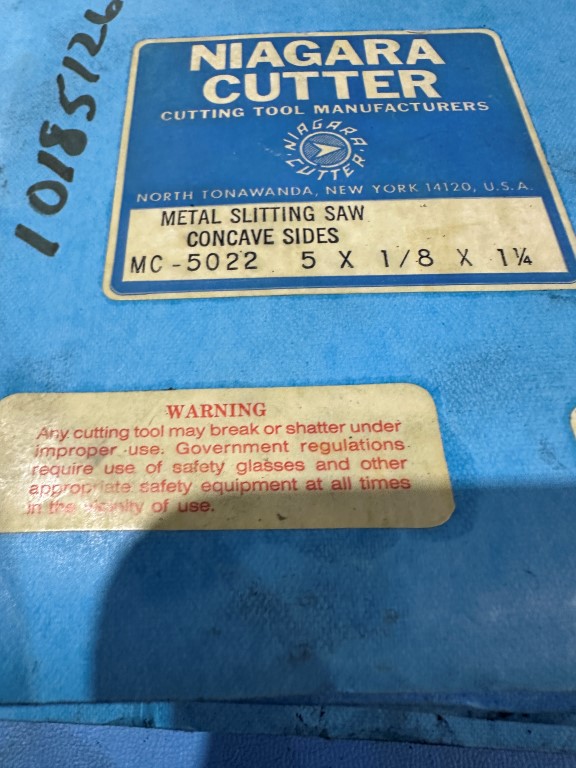 10185126
NIAGARA
CUTTER
CUTTING TOOL MANUFACTURERS
NIAGARA
CUTTER
NORTH TONAWANDA, NEW YORK 14120, U.S.A.
METAL SLITTING SAW
CONCAVE SIDES
MC-5022 5 X 1/8 X 1¼
WARNING
Any cutting tool may break or shatter under
improper use. Government regulations
require use of safety glasses and other
appropriate safety equipment at all times
in the vicinity of use.